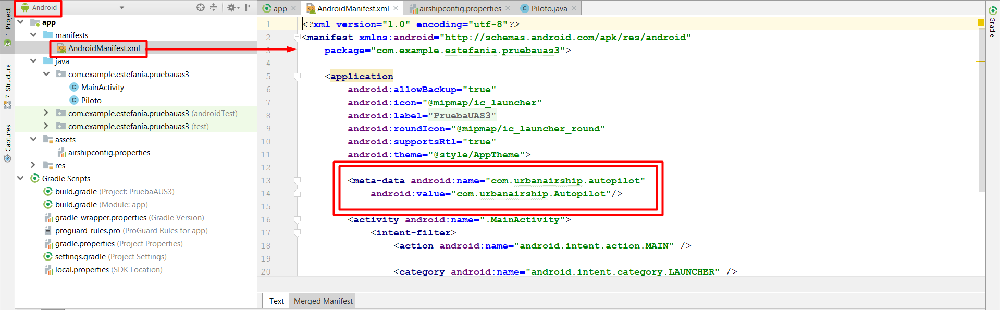 Android
1: Project
7: Structure
Captures
app
manifests
AndroidManifest.xml
java
com.example.estefania.pruebauas3
MainActivity
Piloto
com.example.estefania.pruebauas3 (androidTest)
com.example.estefania.pruebauas3 (test)
assets
airshipconfig.properties
res
Gradle Scripts
build.gradle (Project: PruebaAUS3)
build.gradle (Module: app)
gradle-wrapper.properties (Gradle Version)
proguard-rules.pro (ProGuard Rules for app)
gradle.properties (Project Properties)
settings.gradle (Project Settings)
local.properties (SDK Location)
app AndroidManifest.xml airshipconfig.properties Piloto.java
1 <?xml version="1.0" encoding="utf-8"?>
2 <manifest xmlns:android="http://schemas.android.com/apk/res/android"
3 package="com.example.estefania.pruebauas3">
4
5 <application
6 android:allowBackup="true"
7 android:icon="@mipmap/ic_launcher"
8 android:label="PruebaUAS3"
9 android:roundIcon="@mipmap/ic_launcher_round"
10 android:supportsRtl="true"
11 android:theme="@style/AppTheme">
12
13 <meta-data android:name="com.urbanairship.autopilot"
14 android:value="com.urbanairship.Autopilot"/>
15
16 <activity android:name=".MainActivity">
17 <intent-filter>
18 <action android:name="android.intent.action.MAIN" />
19
20 <category android:name="android.intent.category.LAUNCHER" />
Text Merged Manifest
Gradle